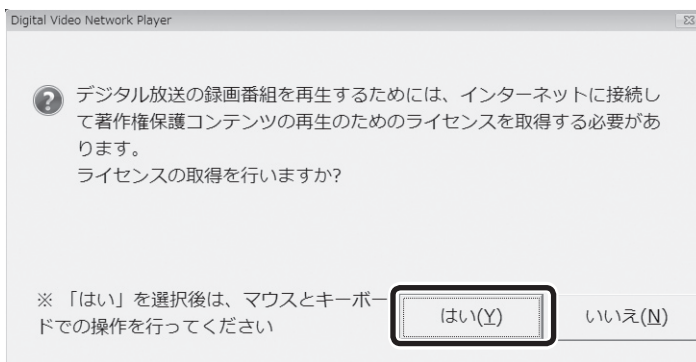 Digital Video Network Player
デジタル放送の録画番組を再生するためには、インターネットに接続し
て著作権保護コンテンツの再生のためのライセンスを取得する必要があ
ります。
ライセンスの取得を行いますか?
※ 「はい」を選択後は、マウスとキーボー
ドでの操作を行ってください
はい(Y)
いいえ(N)